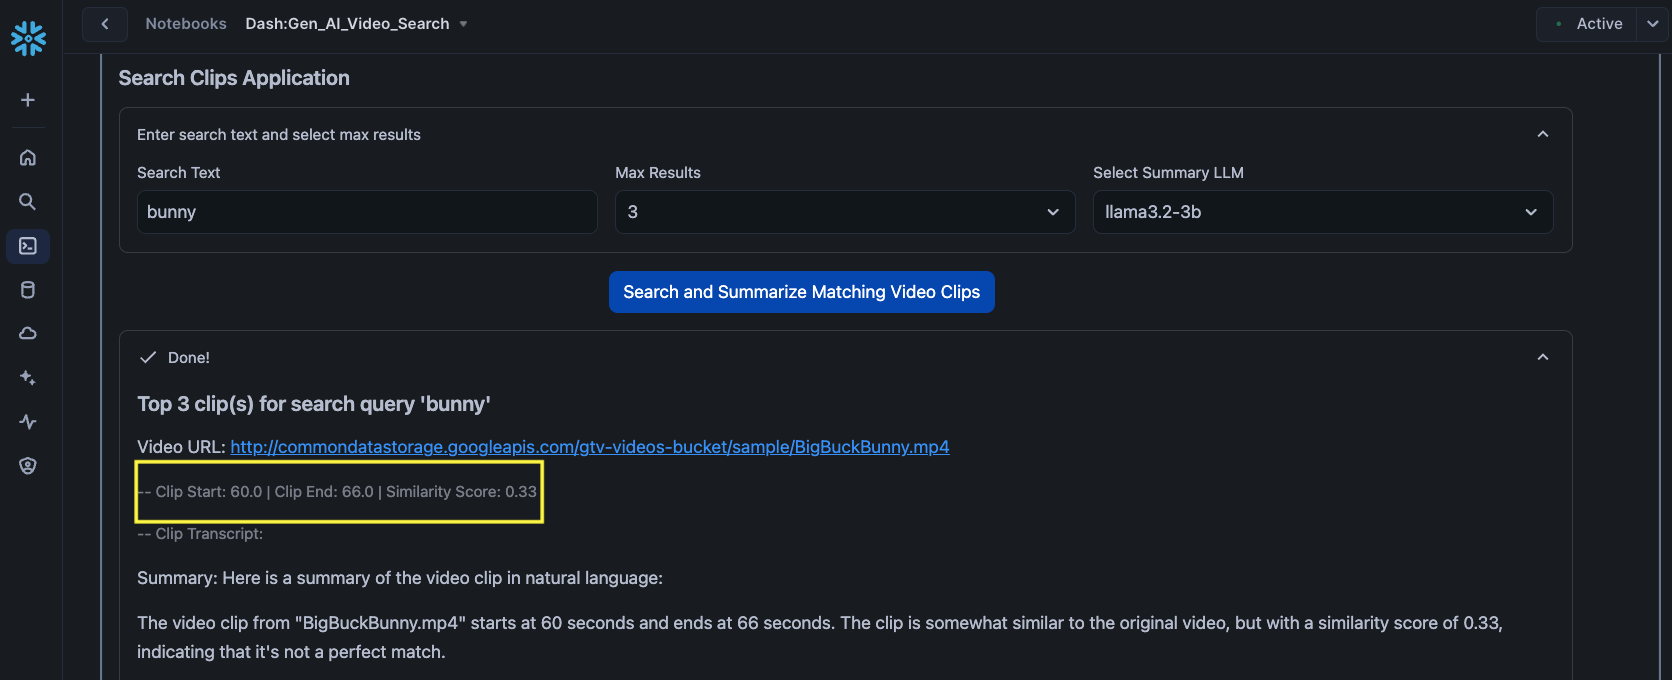 Notebooks Dash:Gen_AI_Video_Search
Active
Search Clips Application
Enter search text and select max results
Search Text Max Results Select Summary LLM
bunny 3 llama3.2-3b
Search and Summarize Matching Video Clips
Done!
Top 3 clip(s) for search query 'bunny'
Video URL: http://commondatastorage.googleapis.com/gtv-videos-bucket/sample/BigBuckBunny.mp4
-- Clip Start: 60.0 | Clip End: 66.0 | Similarity Score: 0.33
-- Clip Transcript:
Summary: Here is a summary of the video clip in natural language:
The video clip from "BigBuckBunny.mp4" starts at 60 seconds and ends at 66 seconds. The clip is somewhat similar to the original video, but with a similarity score of 0.33,
indicating that it's not a perfect match.